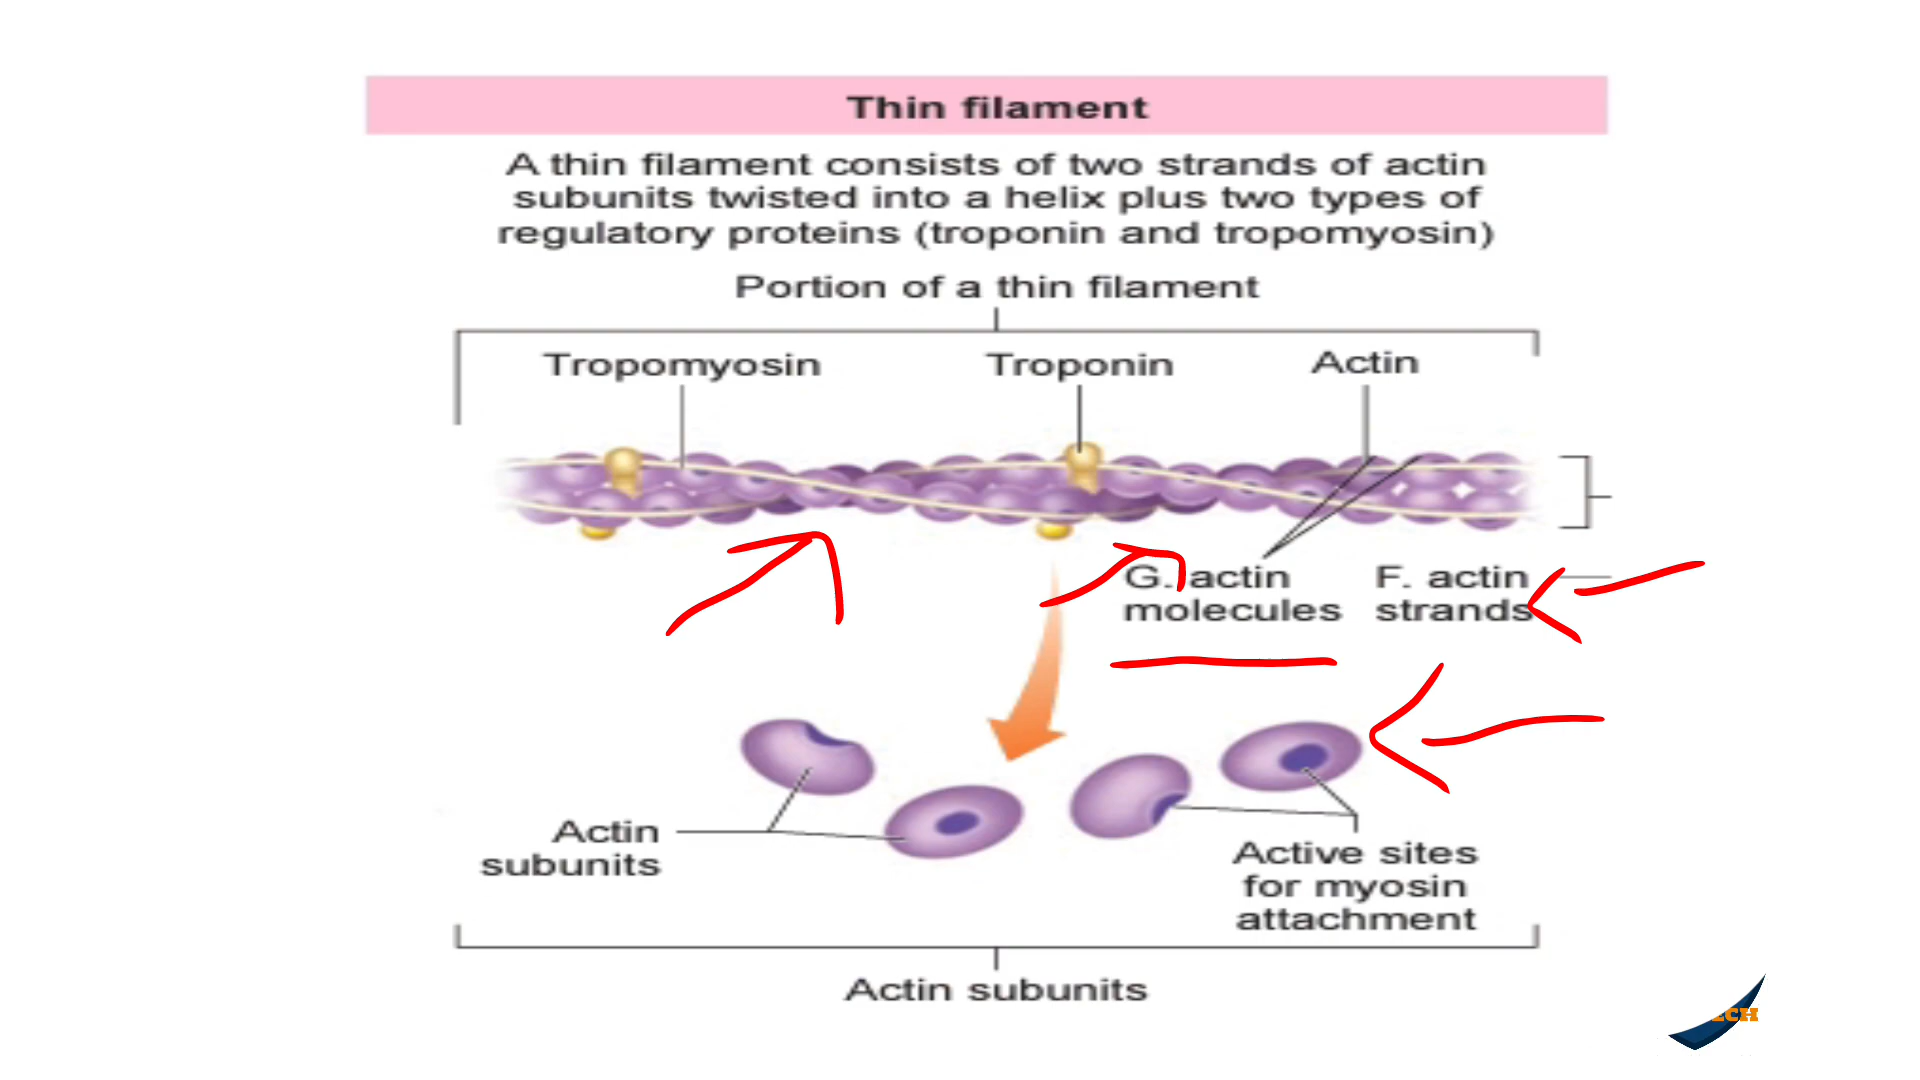 Thin filament
A thin filament consists of two strands of actin
subunits twisted into a helix plus two types of
regulatory proteins (troponin and tropomyosin)
Portion of a thin filament
Tropomyosin
Troponin
Actin
G. actin
molecules
F. actin
strands
Actin
subunits
Active sites
for myosin
attachment
Actin subunits